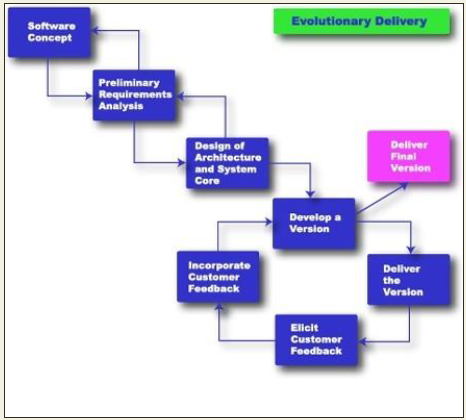 Software
Concept
Evolutionary Delivery
Preliminary
Requirements
Analysis
Design of
Architecture
and System
Core
Deliver
Final
Version
Develop a
Version
Incorporate
Customer
Feedback
Deliver
the
Version
Elicit
Customer
Feedback